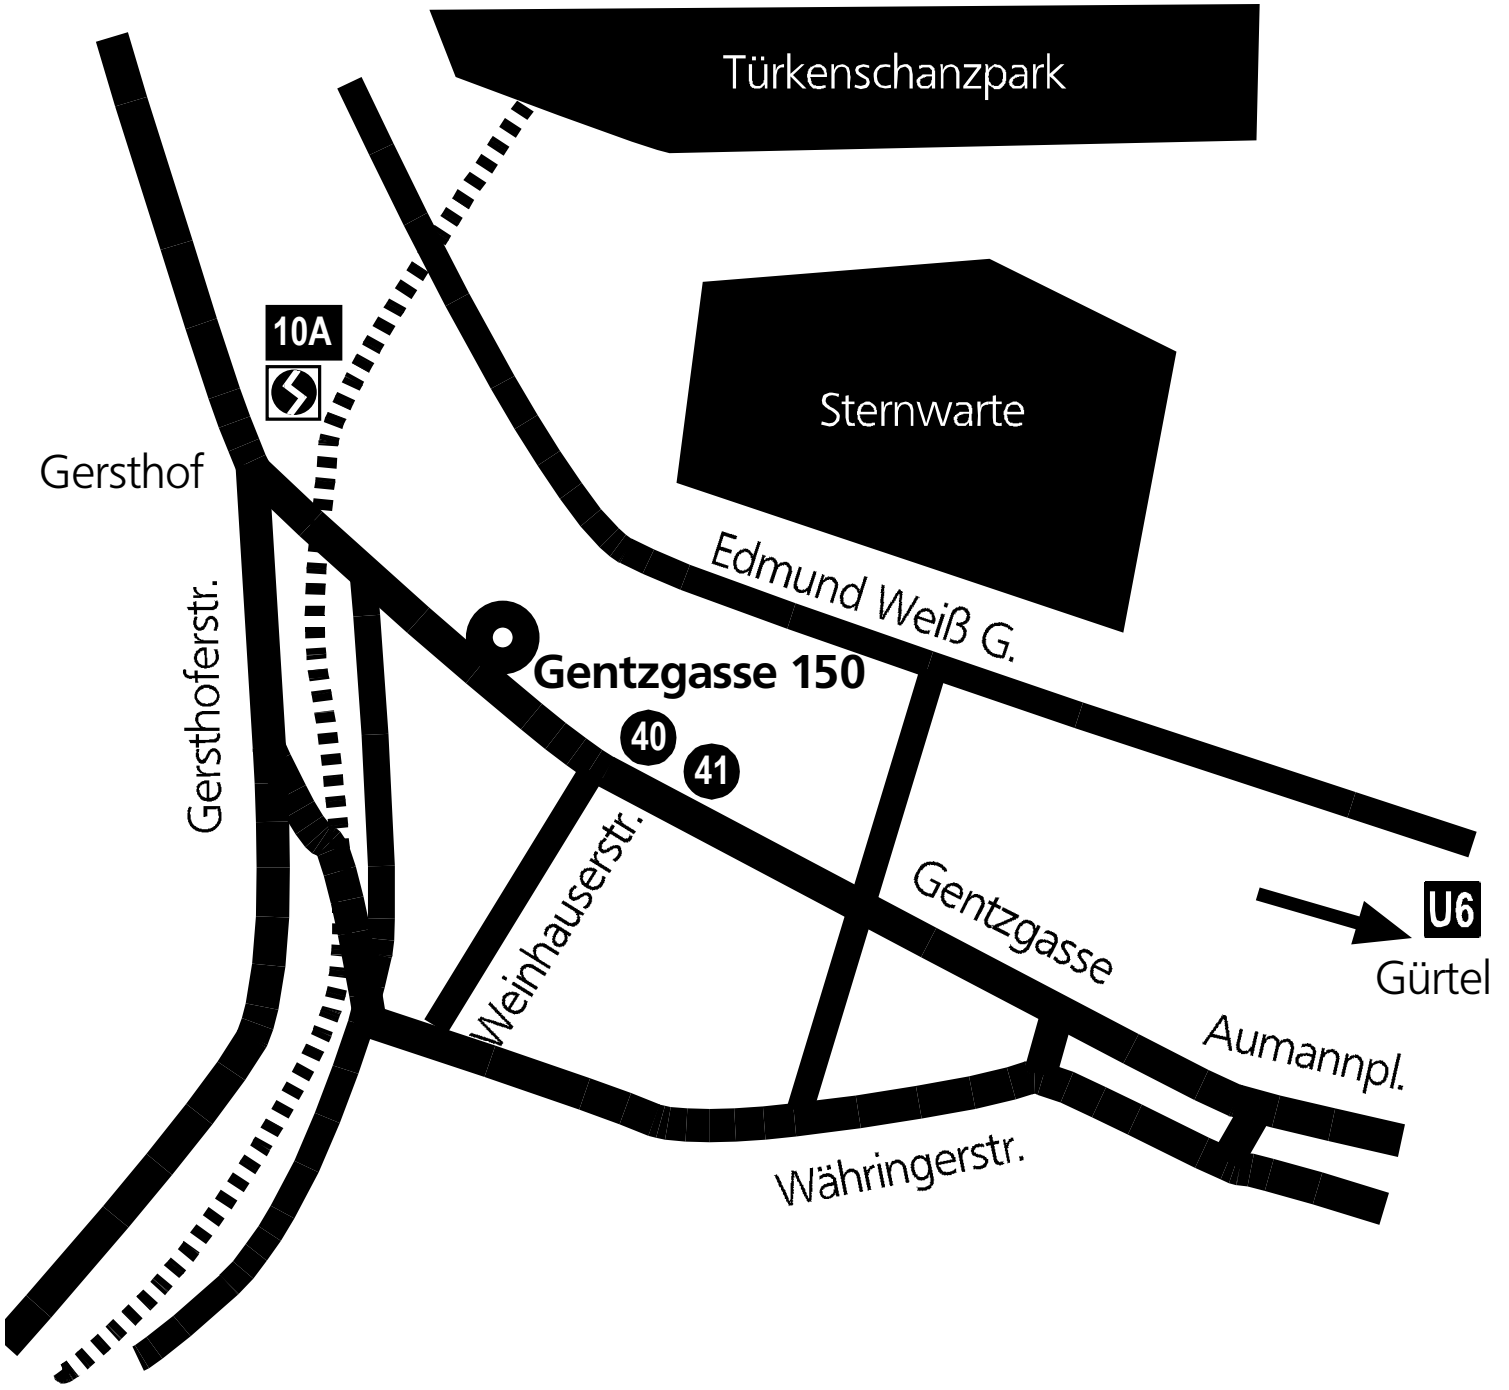 Türkenschanzpark
10A
Sternwarte
Gersthof
Edmund Weiß G.
Gersthoferstr.
Gentzgasse 150
40
41
Weinhauserstr.
Gentzgasse
U6
Gürtel
Aumannpl.
Währingerstr.